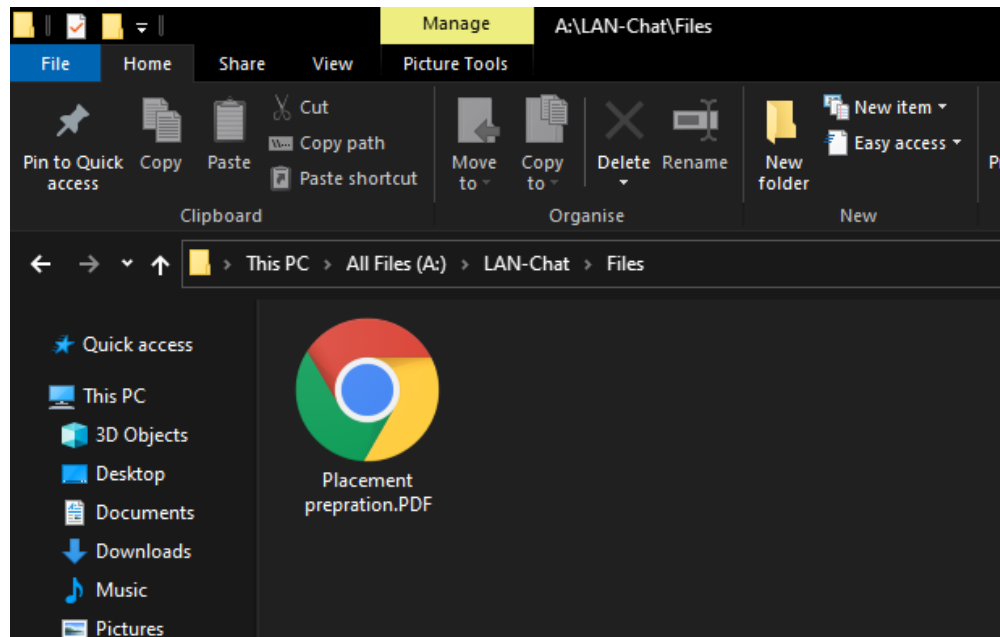 Manage
A:\LAN-Chat\Files
File
Home
Share
View
Picture Tools
Pin to Quick access
Copy
Paste
Cut
Copy path
Paste shortcut
Clipboard
Move to
Copy to
Delete
Rename
Organise
New folder
New item
Easy access
New
This PC > All Files (A:) > LAN-Chat > Files
Quick access
This PC
3D Objects
Desktop
Documents
Downloads
Music
Pictures
Placement
prepration.PDF